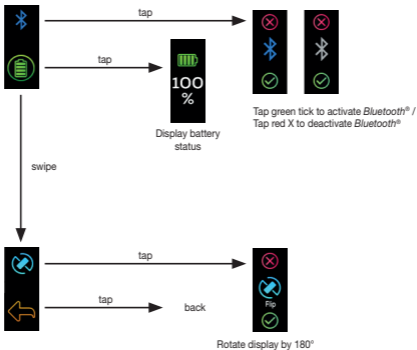 tap
tap
100
%
Tap green tick to activate Bluetooth® /
Tap red X to deactivate Bluetooth®
Display battery
status
swipe
tap
Flip
tap
back
Rotate display by 180°